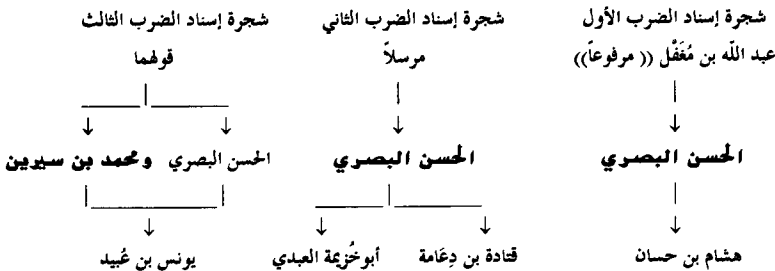 شجرة إسناد الضرب الأول شجرة إسناد الضرب الثاني شجرة إسناد الضرب الثالث
عبد اللّه بن مُغَفْل (( مرفوعاً)) مرسلاً قولهما
الحسن البصري الحسن البصري الحسن البصري ومحمد بن سيرين
هشام بن حسان قتادة بن دِعَامة أبوخُزيمة العبدي يونس بن عُبيد